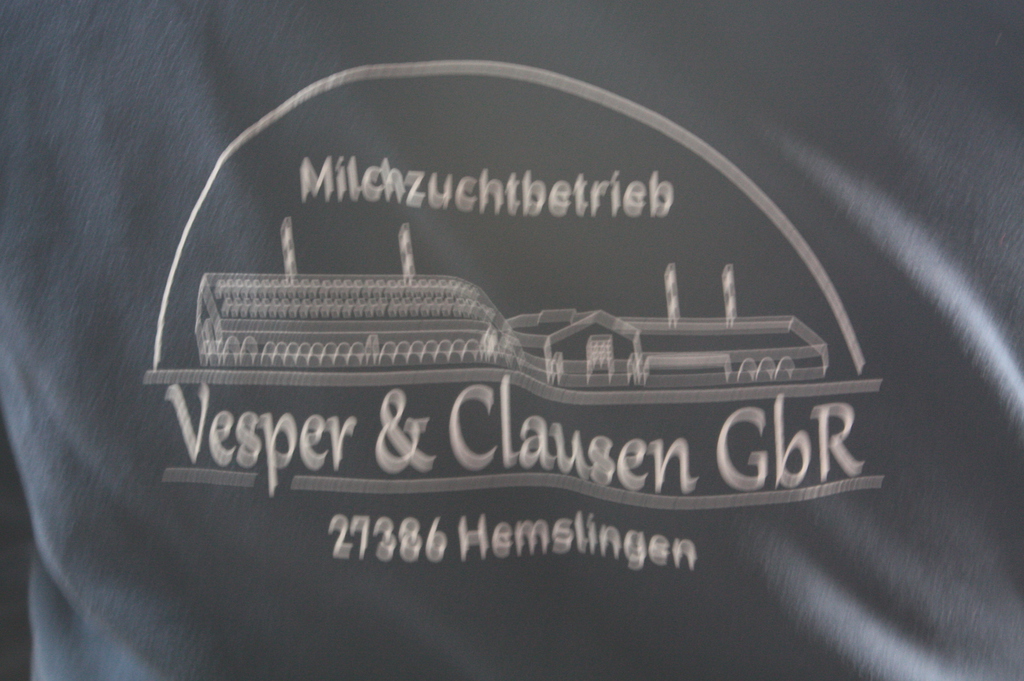 Milchzuchtbetrieb
Vesper & Clausen GbR
27386 Hemslingen